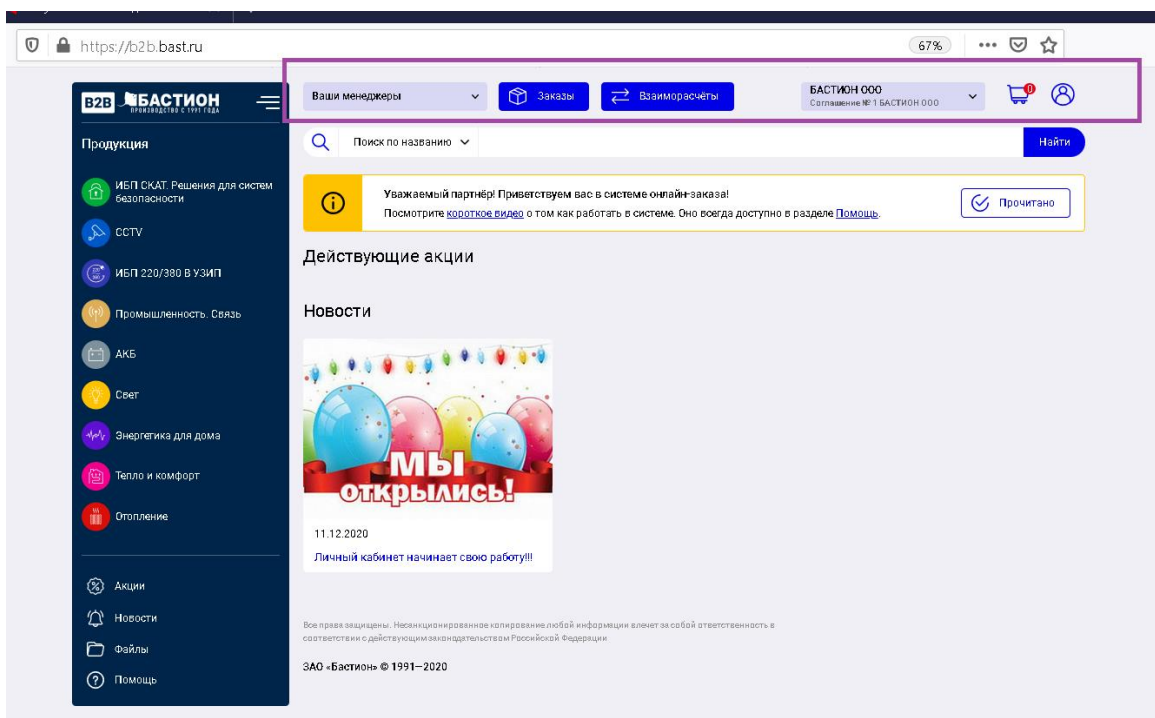 https://b2b.bast.ru
67%
B2B БАСТИОН
ПРОИЗВОДСТВО С 1991 ГОДА
Ваши менеджеры
Заказы
Взаиморасчёты
БАСТИОН ООО
Соглашение № 1 БАСТИОН ООО
0
Продукция
Поиск по названию
Найти
ИБП СКАТ. Решения для систем
безопасности
CCTV
ИБП 220/380 В УЗИП
Промышленность. Связь
АКБ
Свет
Энергетика для дома
Тепло и комфорт
Отопление
Акции
Новости
Файлы
Помощь
Уважаемый партнёр! Приветствуем вас в системе онлайн-заказа!
Посмотрите короткое видео о том как работать в системе. Оно всегда доступно в разделе Помощь.
Прочитано
Действующие акции
Новости
МЫ
ОТКРЫЛИСЬ!
11.12.2020
Личный кабинет начинает свою работу!!!
Все права защищены. Несанкционированное копирование любой информации влечет за собой ответственность в
соответствии с действующим законодательством Российской Федерации
ЗАО «Бастион» © 1991—2020